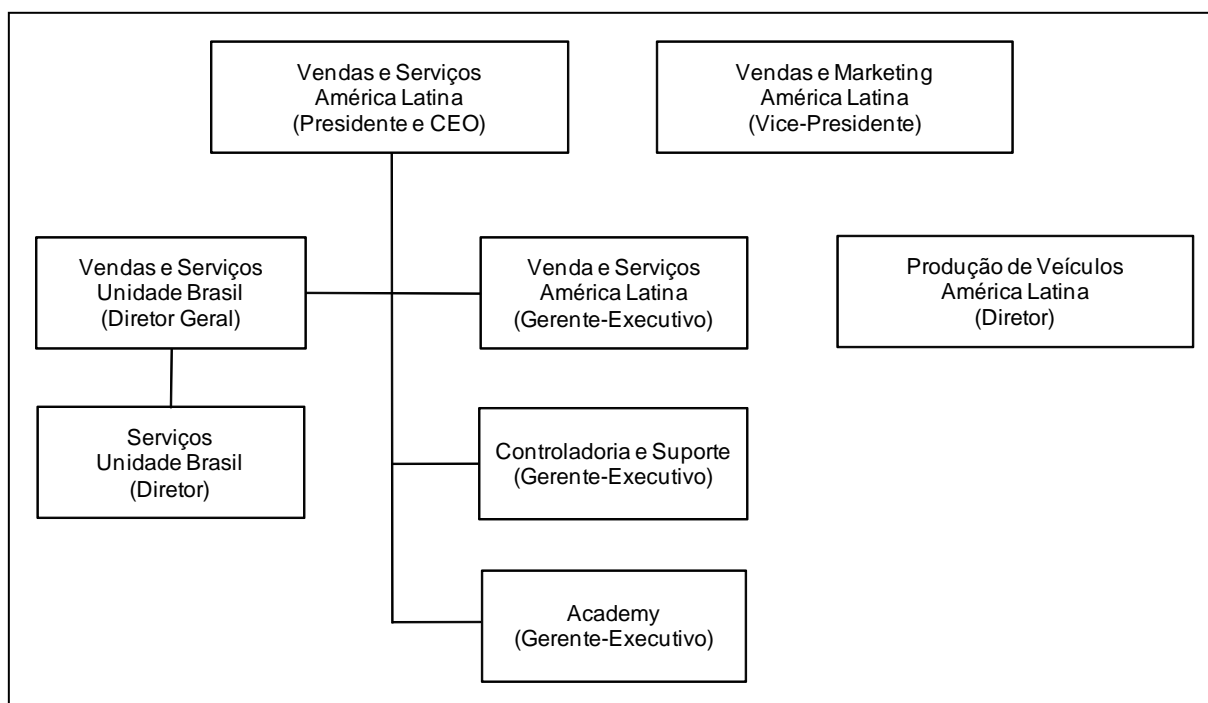 Vendas e Serviços
América Latina
(Presidente e CEO)
Vendas e Marketing
América Latina
(Vice-Presidente)
Vendas e Serviços
Unidade Brasil
(Diretor Geral)
Venda e Serviços
América Latina
(Gerente-Executivo)
Produção de Veículos
América Latina
(Diretor)
Serviços
Unidade Brasil
(Diretor)
Controladoria e Suporte
(Gerente-Executivo)
Academy
(Gerente-Executivo)